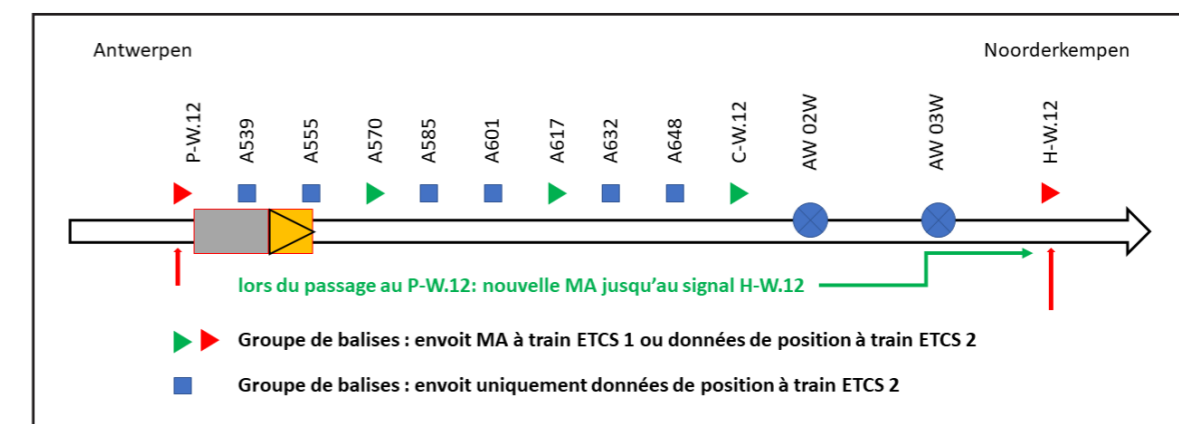 Antwerpen
Noorderkempen
P-W.12
A539
A555
A570
A585
A601
A617
A632
A648
C-W.12
AW 02W
AW 03W
H-W.12
lors du passage au P-W.12: nouvelle MA jusqu’au signal H-W.12
Groupe de balises : envoit MA à train ETCS 1 ou données de position à train ETCS 2
Groupe de balises : envoit uniquement données de position à train ETCS 2